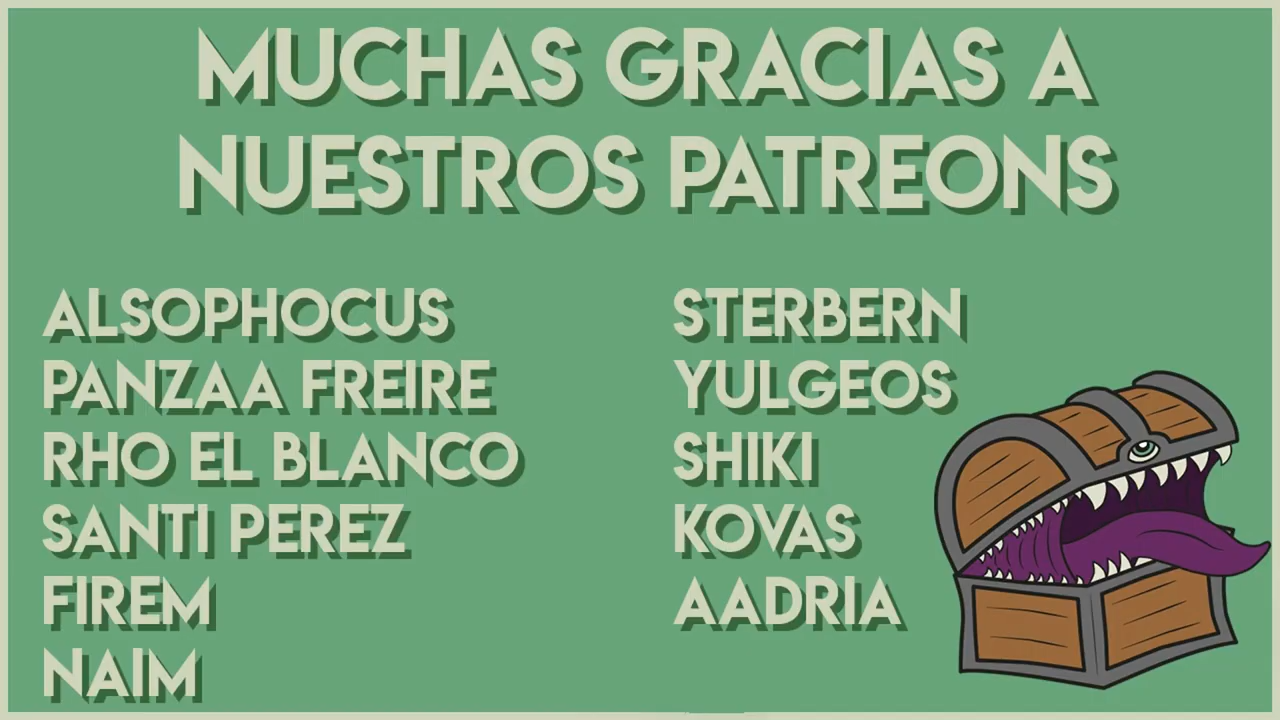 MUCHAS GRACIAS A
NUESTROS PATREONS
ALSOPHOCUS
PANZAA FREIRE
RHO EL BLANCO
SANTI PEREZ
FIREM
NAIM
STERBERN
YULGEOS
SHIKI
KOVAS
AADRIA